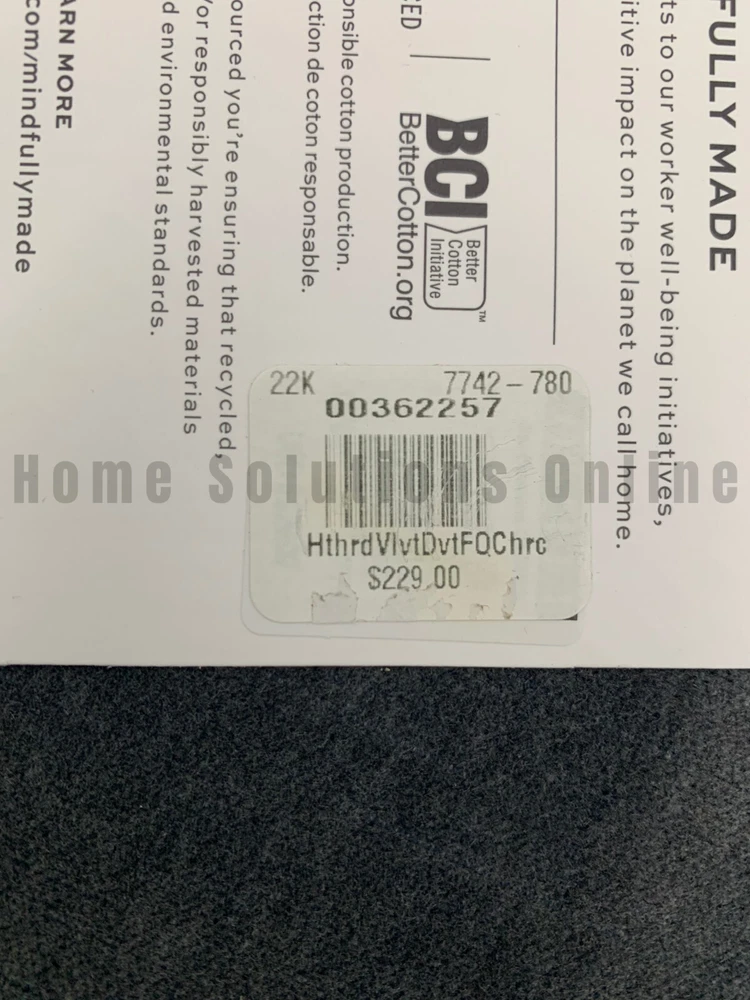 FULLY MADE
ts to our worker well-being initiatives,
itive impact on the planet we call home.
BCI
Better
Cotton
Initiative
TM
BetterCotton.org
onsible cotton production.
ction de coton responsable.
ourced you're ensuring that recycled,
/or responsibly harvested materials
d environmental standards.
ARN MORE
com/mindfullymade
22K 7742-780
00362257
HthrdVlvtDvtFQChrc
$229.00
Home Solutions Online